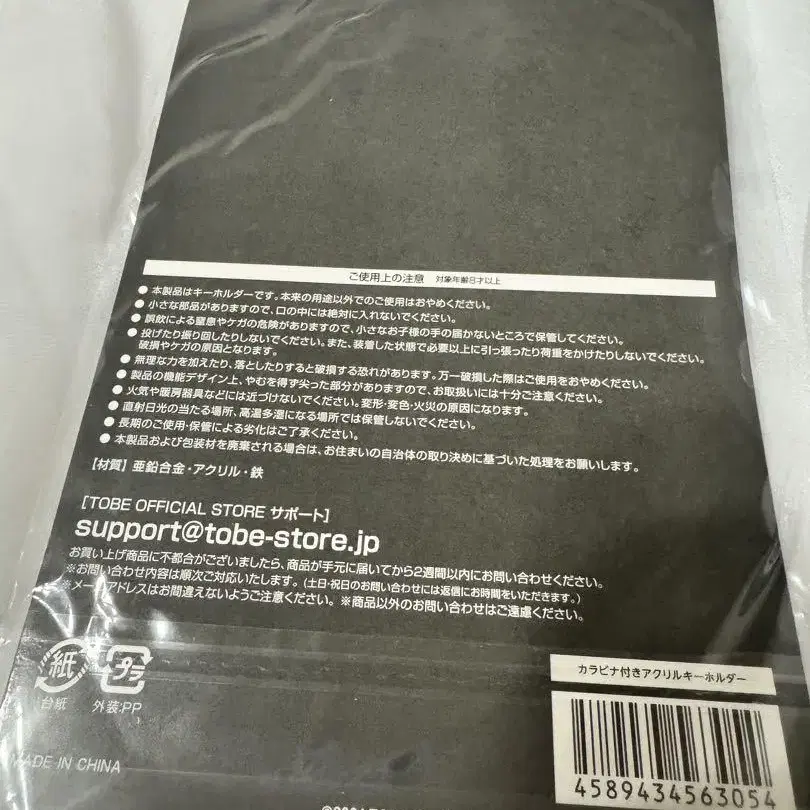 ご使用上の注意 対象年齢8才以上
● 本製品はキーホルダーです。本来の用途以外でのご使用はおやめください。
● 小さな部品がありますので、口の中には絶対に入れないでください。
● 誤飲による窒息やケガの危険がありますので、小さなお子様の手の届かないところで保管してください。
● 投げたり振り回したりしないでください。また、装着した状態で必要以上に引っ張ったり荷重をかけたりしないでください。
破損やケガの原因となります。
● 無理な力を加えたり、落としたりすると破損する恐れがあります。万一破損した際はご使用をおやめください。
● 製品の機能デザイン上、やむを得ず尖った部分がありますので、お取扱いには十分ご注意ください。
● 火気や暖房器具などには近づけないでください。変形・変色・火災の原因になります。
● 直射日光の当たる場所、高温多湿になる場所では保管しないでください。
● 長期のご使用・保管による劣化はご了承ください。
● 本製品および包装材を廃棄される場合は、お住まいの自治体の取り決めに基づいた処理をお願いします。
【材質】亜鉛合金・アクリル・鉄
[TOBE OFFICIAL STORE サポート]
support@tobe-store.jp
お買い上げ商品に不都合がございましたら、商品が手元に届いてから2週間以内にお問い合わせください。
※お問い合わせ内容は順次ご対応いたします。(土日・祝日のお問い合わせには返信にお時間をいただきます。)
※メールアドレスはお間違えないようご注意ください。※商品以外のお問い合わせはご遠慮ください。
紙 プラ
台紙 外装:PP
カラビナ付きアクリルキーホルダー
MADE IN CHINA
4589434563054